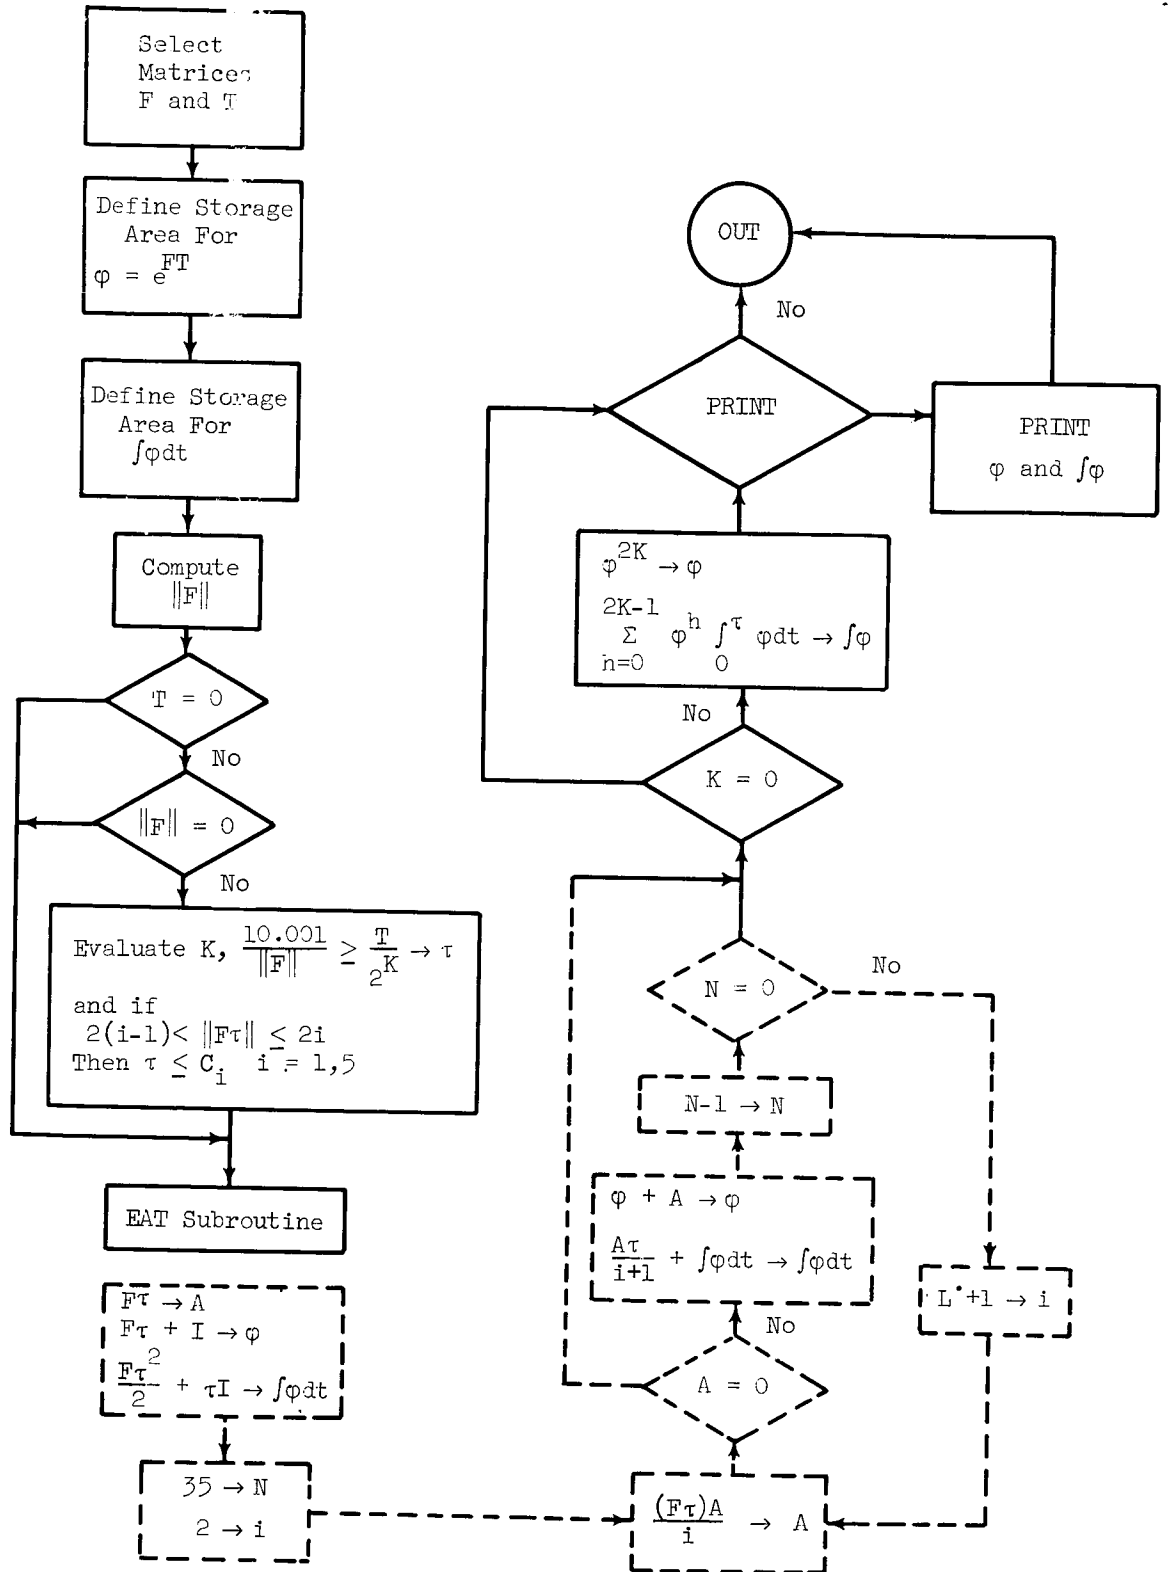 Select
Matrices
F and T
Define Storage
Area For
φ = e^FT
Define Storage
Area For
∫φdt
Compute
‖F‖
T = 0
No
‖F‖ = 0
No
Evaluate K, 10.001/‖F‖ ≥ T/2^K → τ
and if
2(i-1)< ‖Fτ‖ ≤ 2i
Then τ ≤ C_i i = 1,5
EAT Subroutine
Fτ → A
Fτ + I → φ
Fτ^2/2 + τI → ∫φdt
35 → N
2 → i
(Fτ)A/i → A
A = 0
No
φ + A → φ
Aτ/i+1 + ∫φdt → ∫φdt
N-1 → N
N = 0
No
L +1 → i
K = 0
No
φ^2K → φ
2K-1
Σ φ^n ∫^τ φdt → ∫φ
n=0 0
PRINT
No
PRINT
φ and ∫φ
OUT